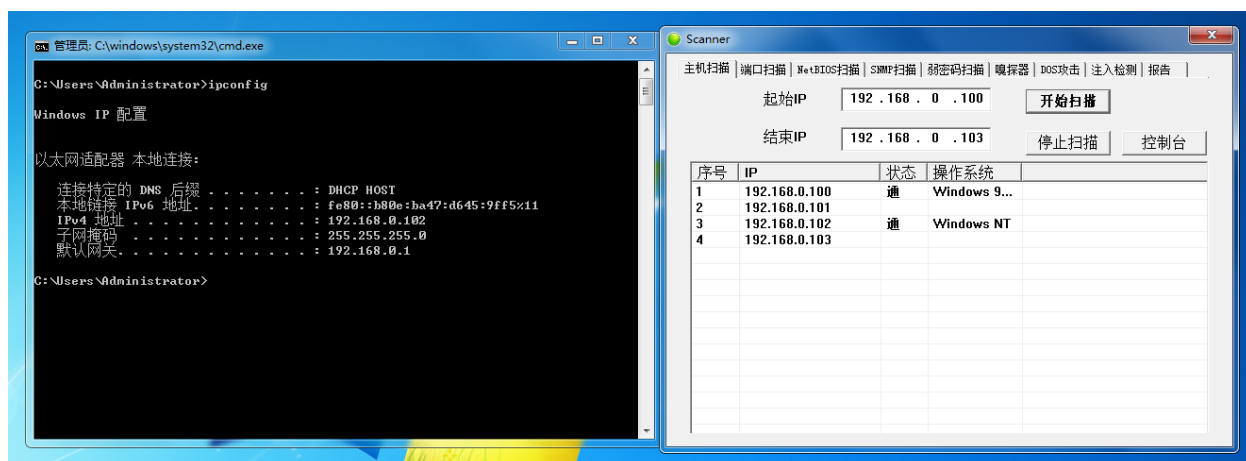 管理员: C:\windows\system32\cmd.exe
C:\Users\Administrator>ipconfig
Windows IP 配置
以太网适配器 本地连接:
连接特定的 DNS 后缀 . . . . . . . : DHCP HOST
本地链接 IPv6 地址. . . . . . . . : fe80::b80e:ba47:d645:9ff5%11
IPv4 地址 . . . . . . . . . . . . : 192.168.0.102
子网掩码 . . . . . . . . . . . . : 255.255.255.0
默认网关. . . . . . . . . . . . . : 192.168.0.1
C:\Users\Administrator>
Scanner
主机扫描 端口扫描 NetBIOS扫描 SNMP扫描 弱密码扫描 嗅探器 DOS攻击 注入检测 报告
起始IP 192 . 168 . 0 . 100 开始扫描
结束IP 192 . 168 . 0 . 103 停止扫描 控制台
序号 IP 状态 操作系统
1 192.168.0.100 通 Windows 9...
2 192.168.0.101
3 192.168.0.102 通 Windows NT
4 192.168.0.103